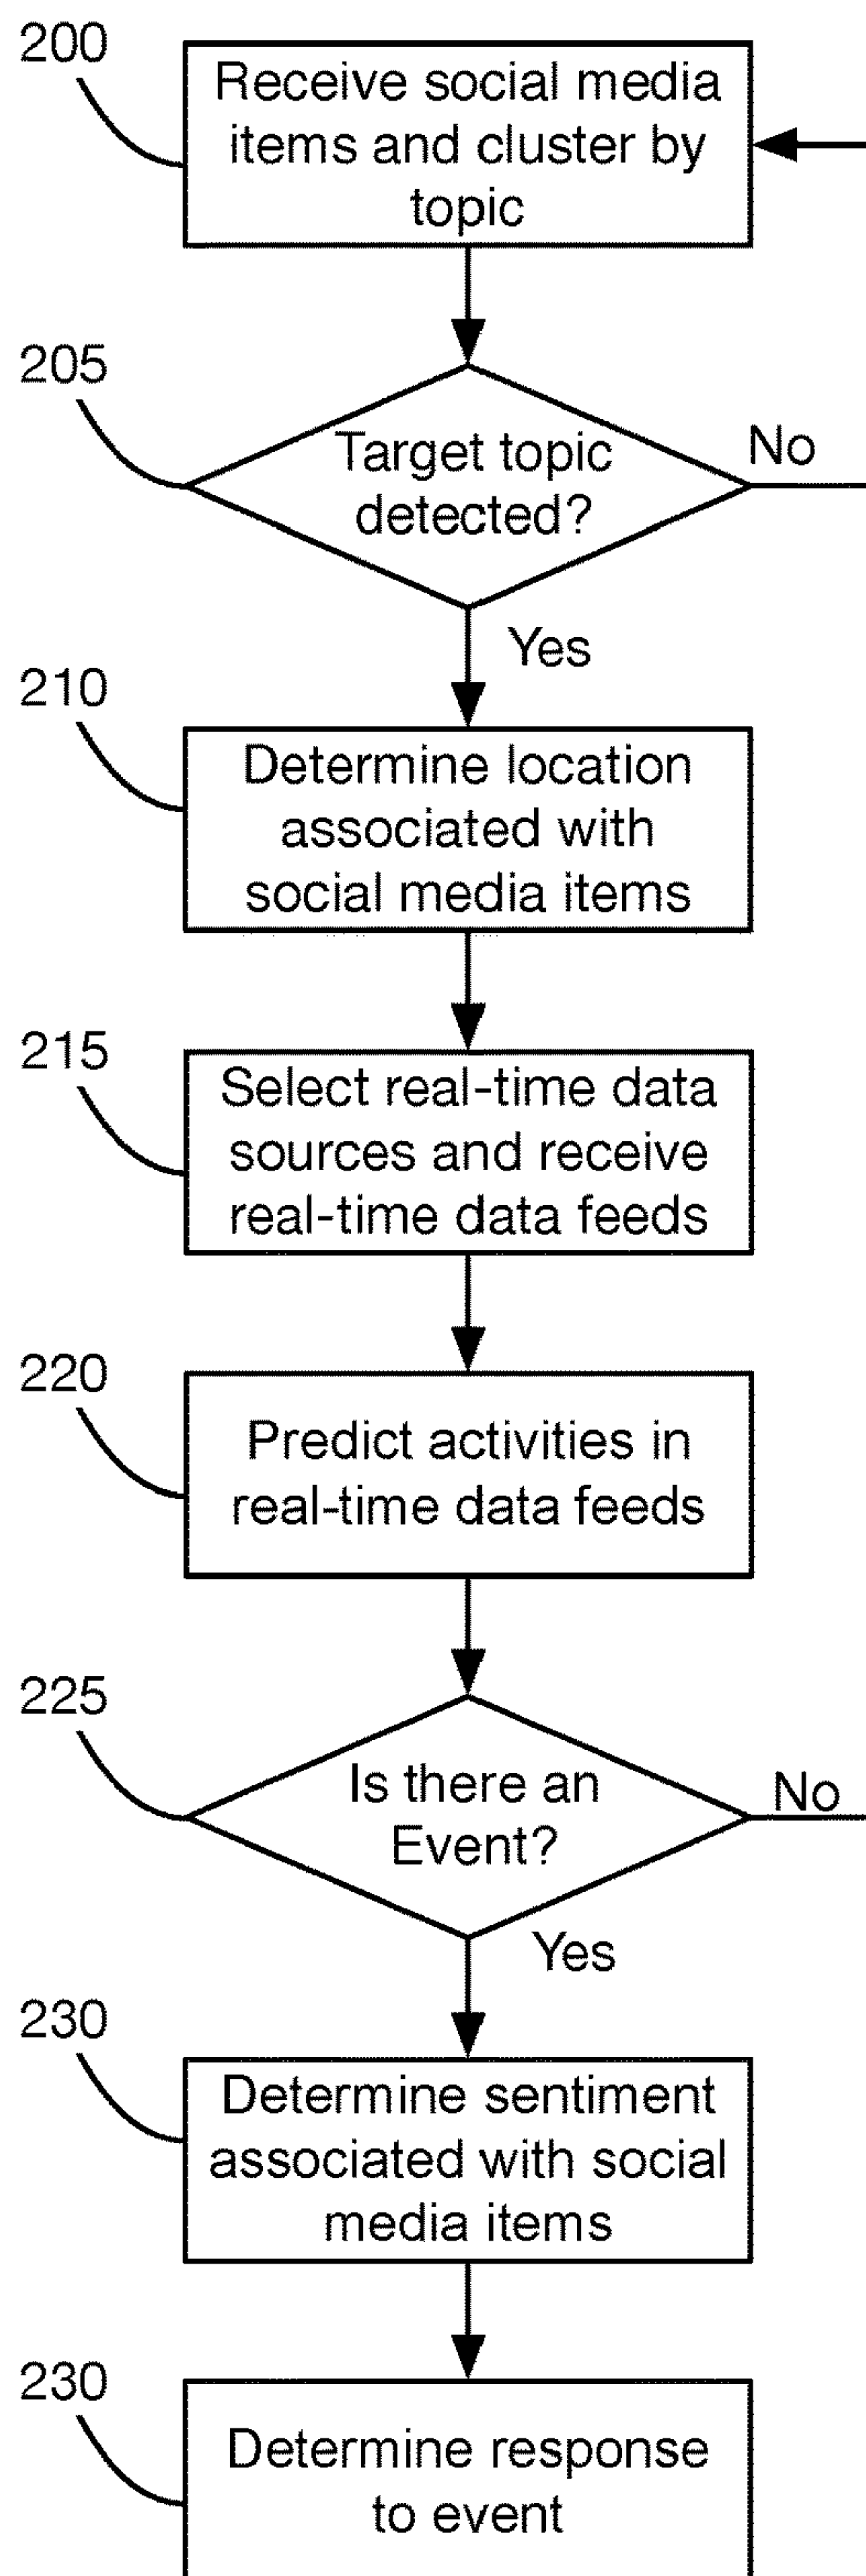 200
Receive social media
items and cluster by
topic
205
Target topic
detected?
No
Yes
210
Determine location
associated with
social media items
215
Select real-time data
sources and receive
real-time data feeds
220
Predict activities in
real-time data feeds
225
Is there an
Event?
No
Yes
230
Determine sentiment
associated with social
media items
230
Determine response
to event